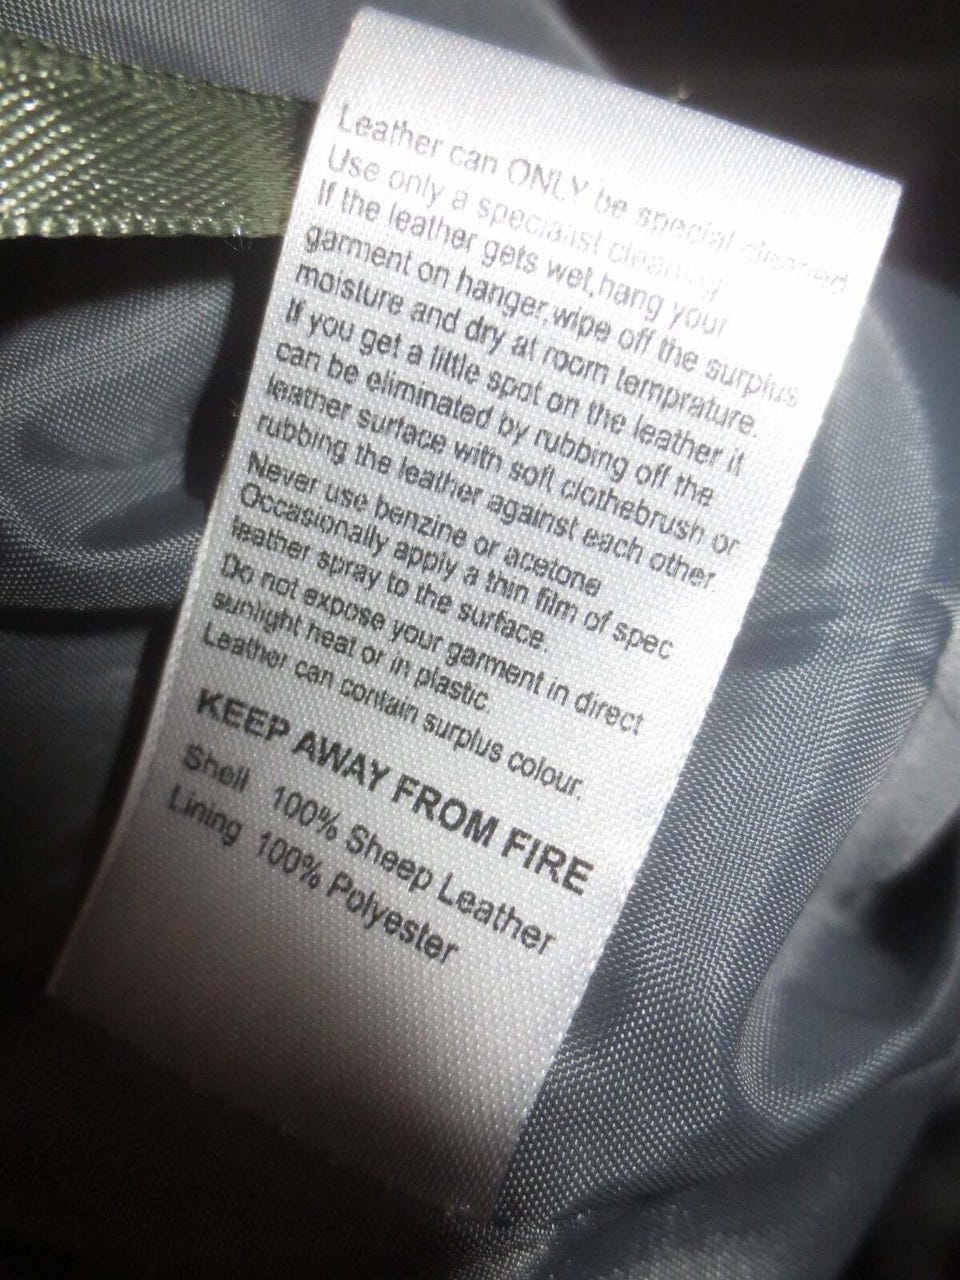 Leather can ONLY be special cleaned
Use only a specialist cleaning
If the leather gets wet,hang your
garment on hanger,wipe off the surplus
moisture and dry at room temprature.
If you get a little spot on the leather it
can be eliminated by rubbing off the
leather surface with soft clothebrush or
rubbing the leather against each other.
Never use benzine or acetone
Occasionally apply a thin film of spec
leather spray to the surface.
Do not expose your garment in direct
sunlight heat or in plastic
Leather can contain surplus colour.
KEEP AWAY FROM FIRE
Shell 100% Sheep Leather
Lining 100% Polyester